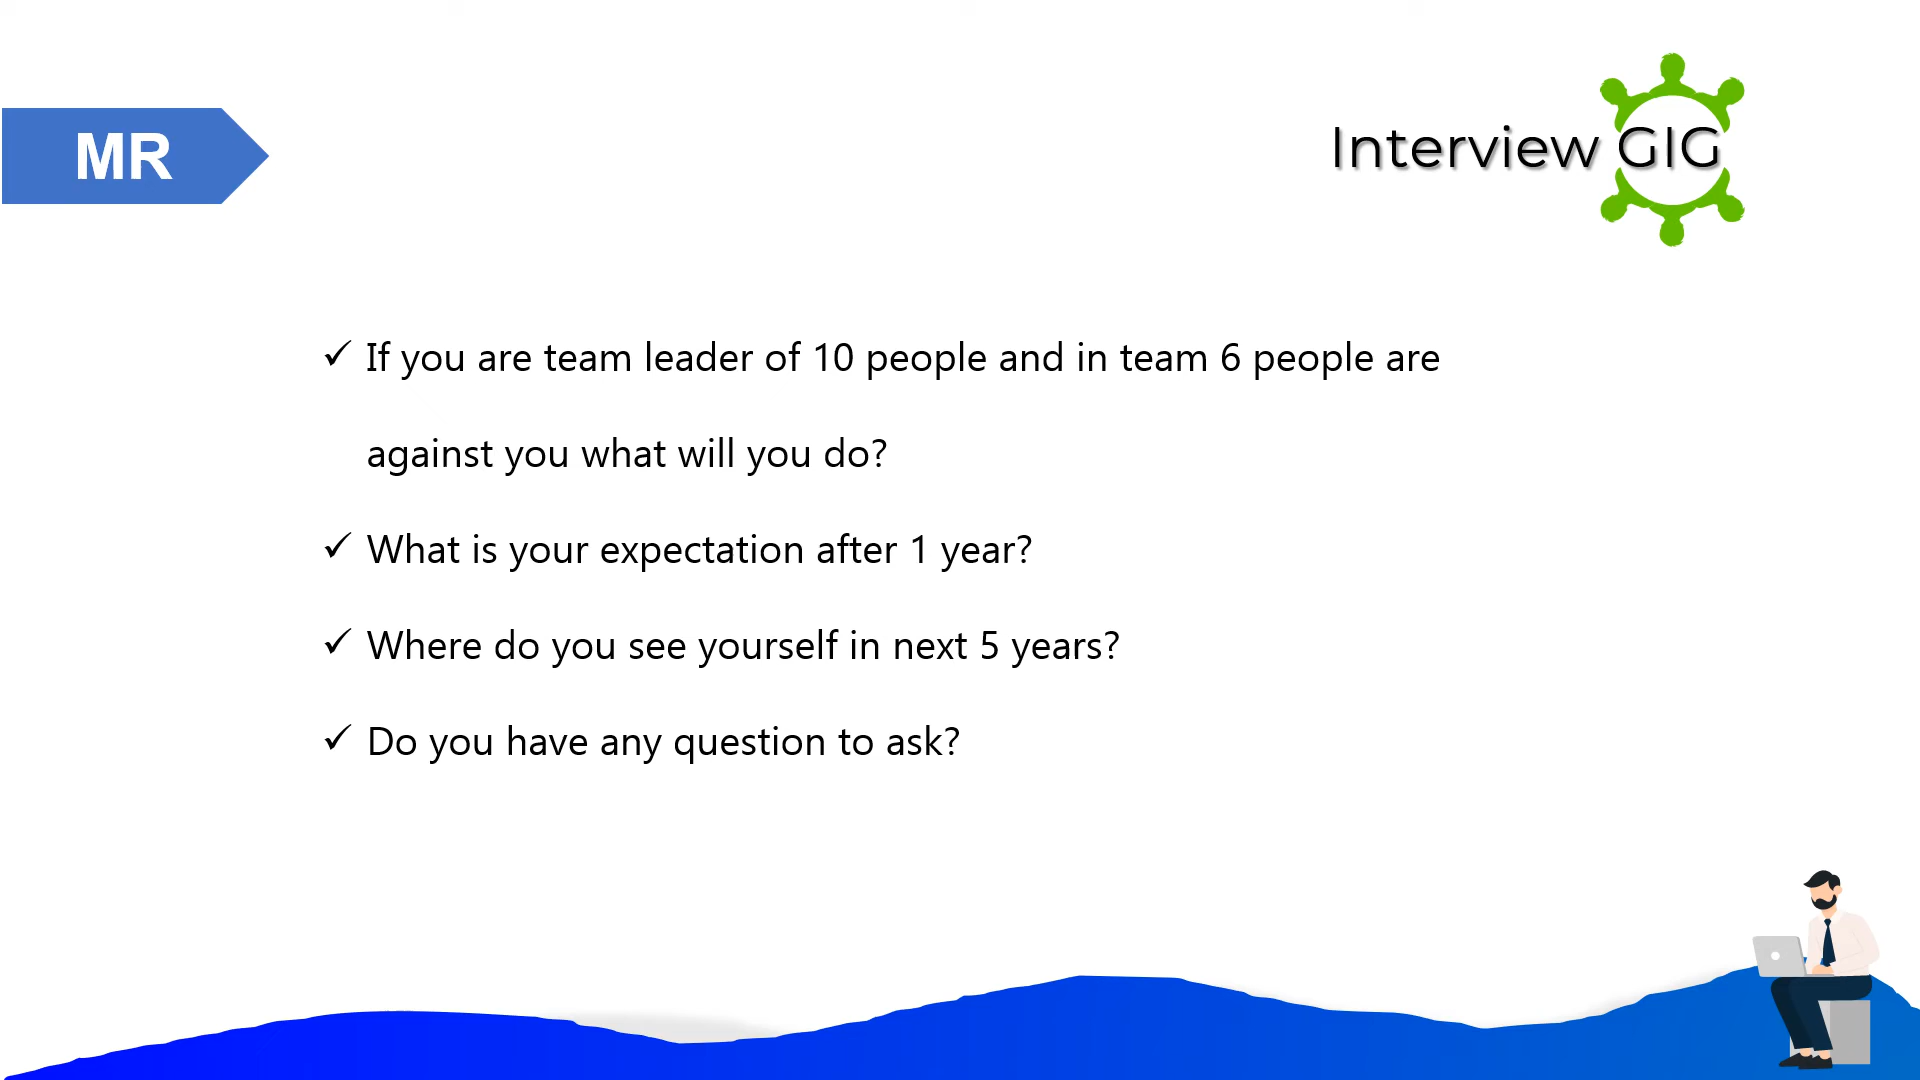 MR
Interview GIG
✓ If you are team leader of 10 people and in team 6 people are
against you what will you do?
✓ What is your expectation after 1 year?
✓ Where do you see yourself in next 5 years?
✓ Do you have any question to ask?